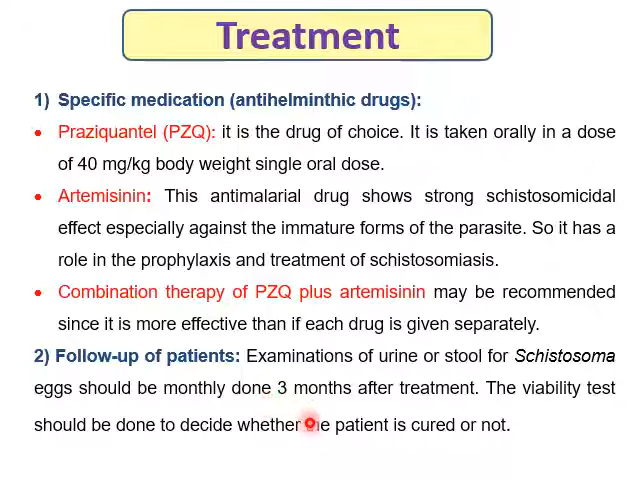 Treatment
1) Specific medication (antihelminthic drugs):
• Praziquantel (PZQ): it is the drug of choice. It is taken orally in a dose
of 40 mg/kg body weight single oral dose.
• Artemisinin: This antimalarial drug shows strong schistosomicidal
effect especially against the immature forms of the parasite. So it has a
role in the prophylaxis and treatment of schistosomiasis.
• Combination therapy of PZQ plus artemisinin may be recommended
since it is more effective than if each drug is given separately.
2) Follow-up of patients: Examinations of urine or stool for Schistosoma
eggs should be monthly done 3 months after treatment. The viability test
should be done to decide whether the patient is cured or not.